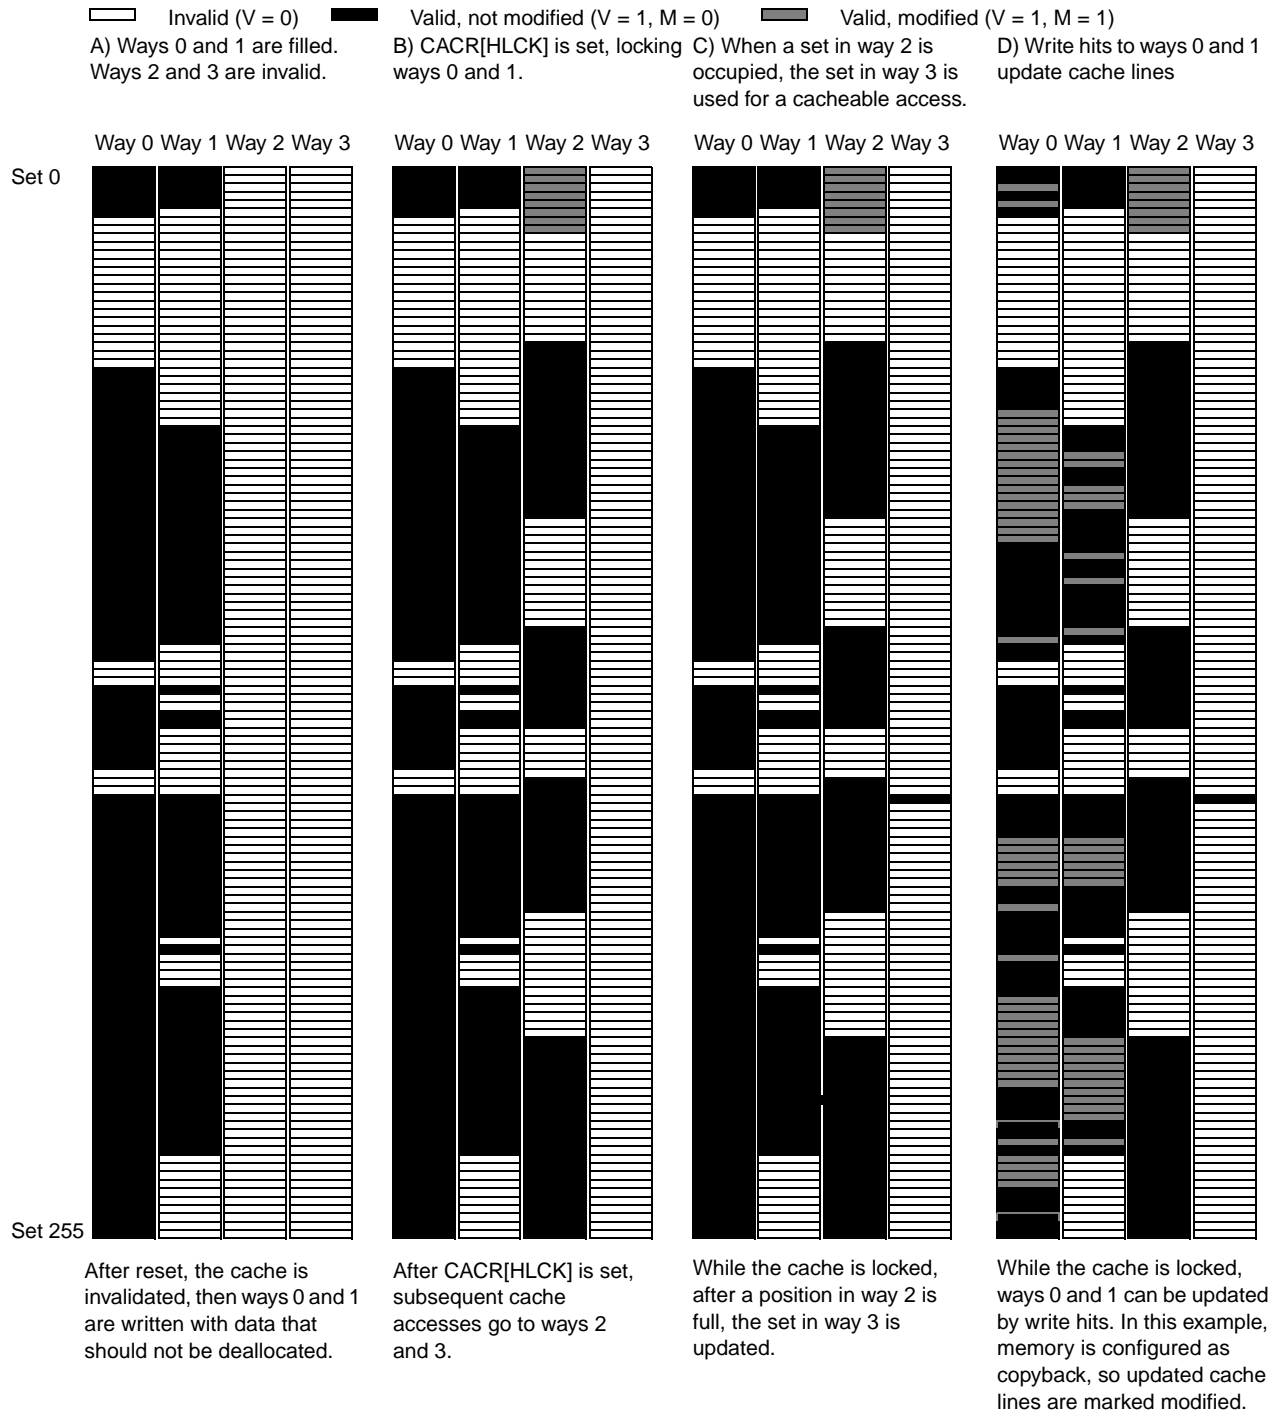 Invalid (V = 0) Valid, not modified (V = 1, M = 0) Valid, modified (V = 1, M = 1)
A) Ways 0 and 1 are filled.
Ways 2 and 3 are invalid.
B) CACR[HLCK] is set, locking
ways 0 and 1.
C) When a set in way 2 is
occupied, the set in way 3 is
used for a cacheable access.
D) Write hits to ways 0 and 1
update cache lines
Way 0 Way 1 Way 2 Way 3
Way 0 Way 1 Way 2 Way 3
Way 0 Way 1 Way 2 Way 3
Way 0 Way 1 Way 2 Way 3
Set 0
Set 255
After reset, the cache is
invalidated, then ways 0 and 1
are written with data that
should not be deallocated.
After CACR[HLCK] is set,
subsequent cache
accesses go to ways 2
and 3.
While the cache is locked,
after a position in way 2 is
full, the set in way 3 is
updated.
While the cache is locked,
ways 0 and 1 can be updated
by write hits. In this example,
memory is configured as
copyback, so updated cache
lines are marked modified.